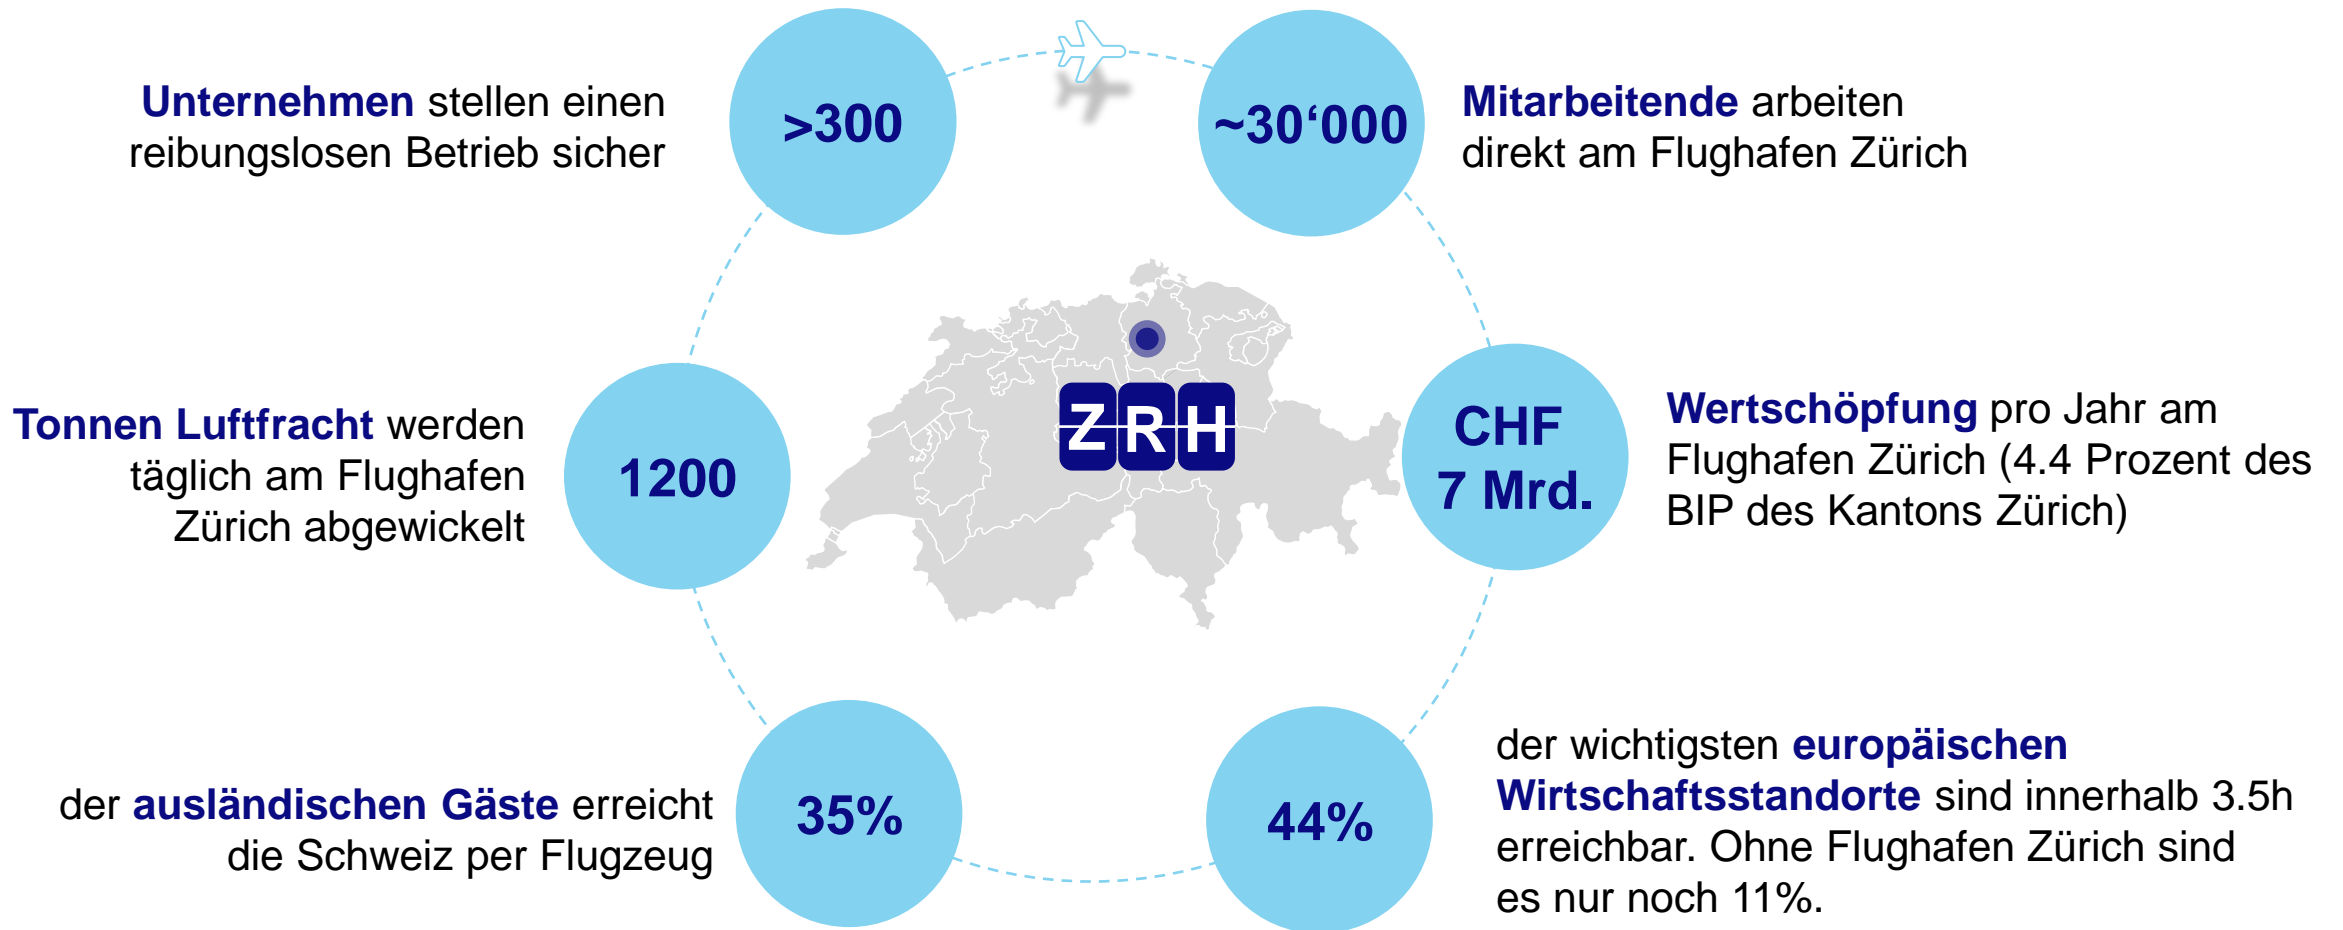 >300
Unternehmen stellen einen
reibungslosen Betrieb sicher
~30‘000
Mitarbeitende arbeiten
direkt am Flughafen Zürich
ZRH
CHF
7 Mrd.
Wertschöpfung pro Jahr am
Flughafen Zürich (4.4 Prozent des
BIP des Kantons Zürich)
1200
Tonnen Luftfracht werden
täglich am Flughafen
Zürich abgewickelt
35%
der ausländischen Gäste erreicht
die Schweiz per Flugzeug
44%
der wichtigsten europäischen
Wirtschaftsstandorte sind innerhalb 3.5h
erreichbar. Ohne Flughafen Zürich sind
es nur noch 11%.